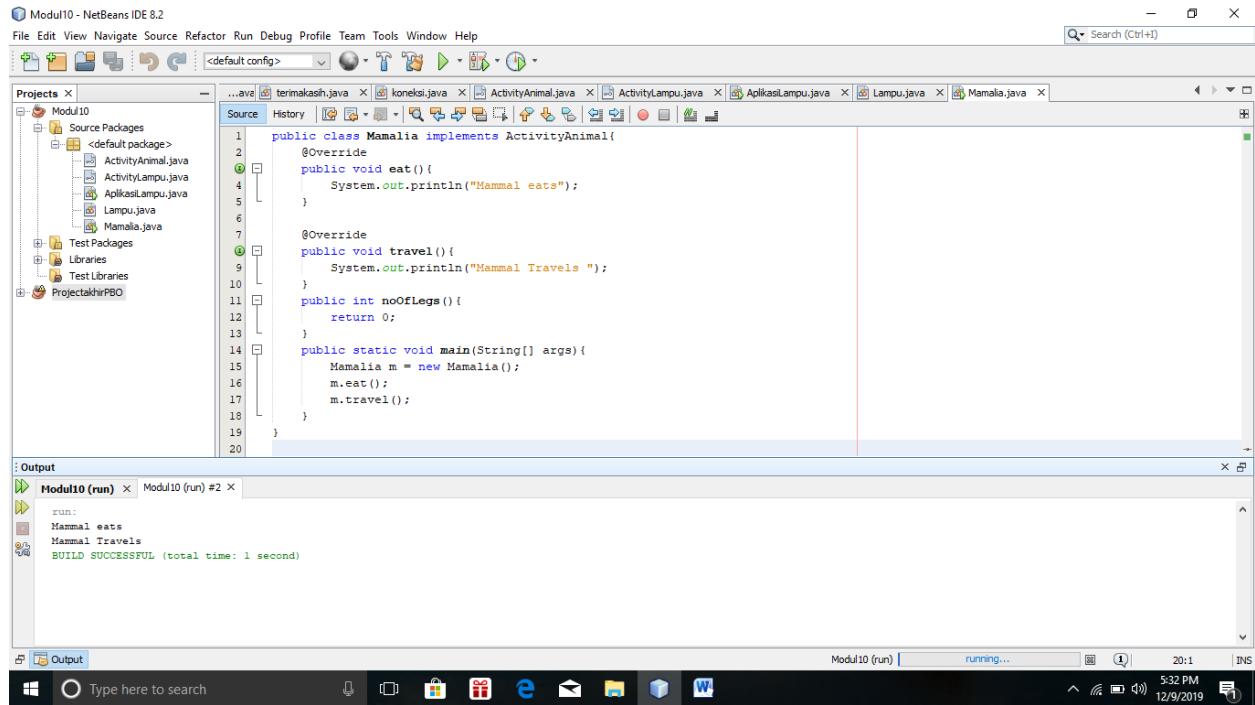 Modul10 - NetBeans IDE 8.2
File Edit View Navigate Source Refactor Run Debug Profile Team Tools Window Help
Search (Ctrl+I)
<default config>
Projects
...ava terimakasih.java koneksi.java ActivityAnimal.java ActivityLampu.java AplikasiLampu.java Lampu.java Mamalia.java
Modul10
Source Packages
<default package>
ActivityAnimal.java
ActivityLampu.java
AplikasiLampu.java
Lampu.java
Mamalia.java
Test Packages
Libraries
Test Libraries
ProjectakhirPBO
Source History
1 public class Mamalia implements ActivityAnimal{
2 @Override
public void eat(){
4 System.out.println("Mammal eats");
5 }
6
7 @Override
public void travel(){
9 System.out.println("Mammal Travels ");
10 }
11 public int noOfLegs(){
12 return 0;
13 }
14 public static void main(String[] args){
15 Mamalia m = new Mamalia();
16 m.eat();
17 m.travel();
18 }
19 }
20
: Output
Modul10 (run) Modul10 (run) #2
run:
Mammal eats
Mammal Travels
BUILD SUCCESSFUL (total time: 1 second)
Output
Modul10 (run) running... 1 20:1 INS
Type here to search
5:32 PM
12/9/2019